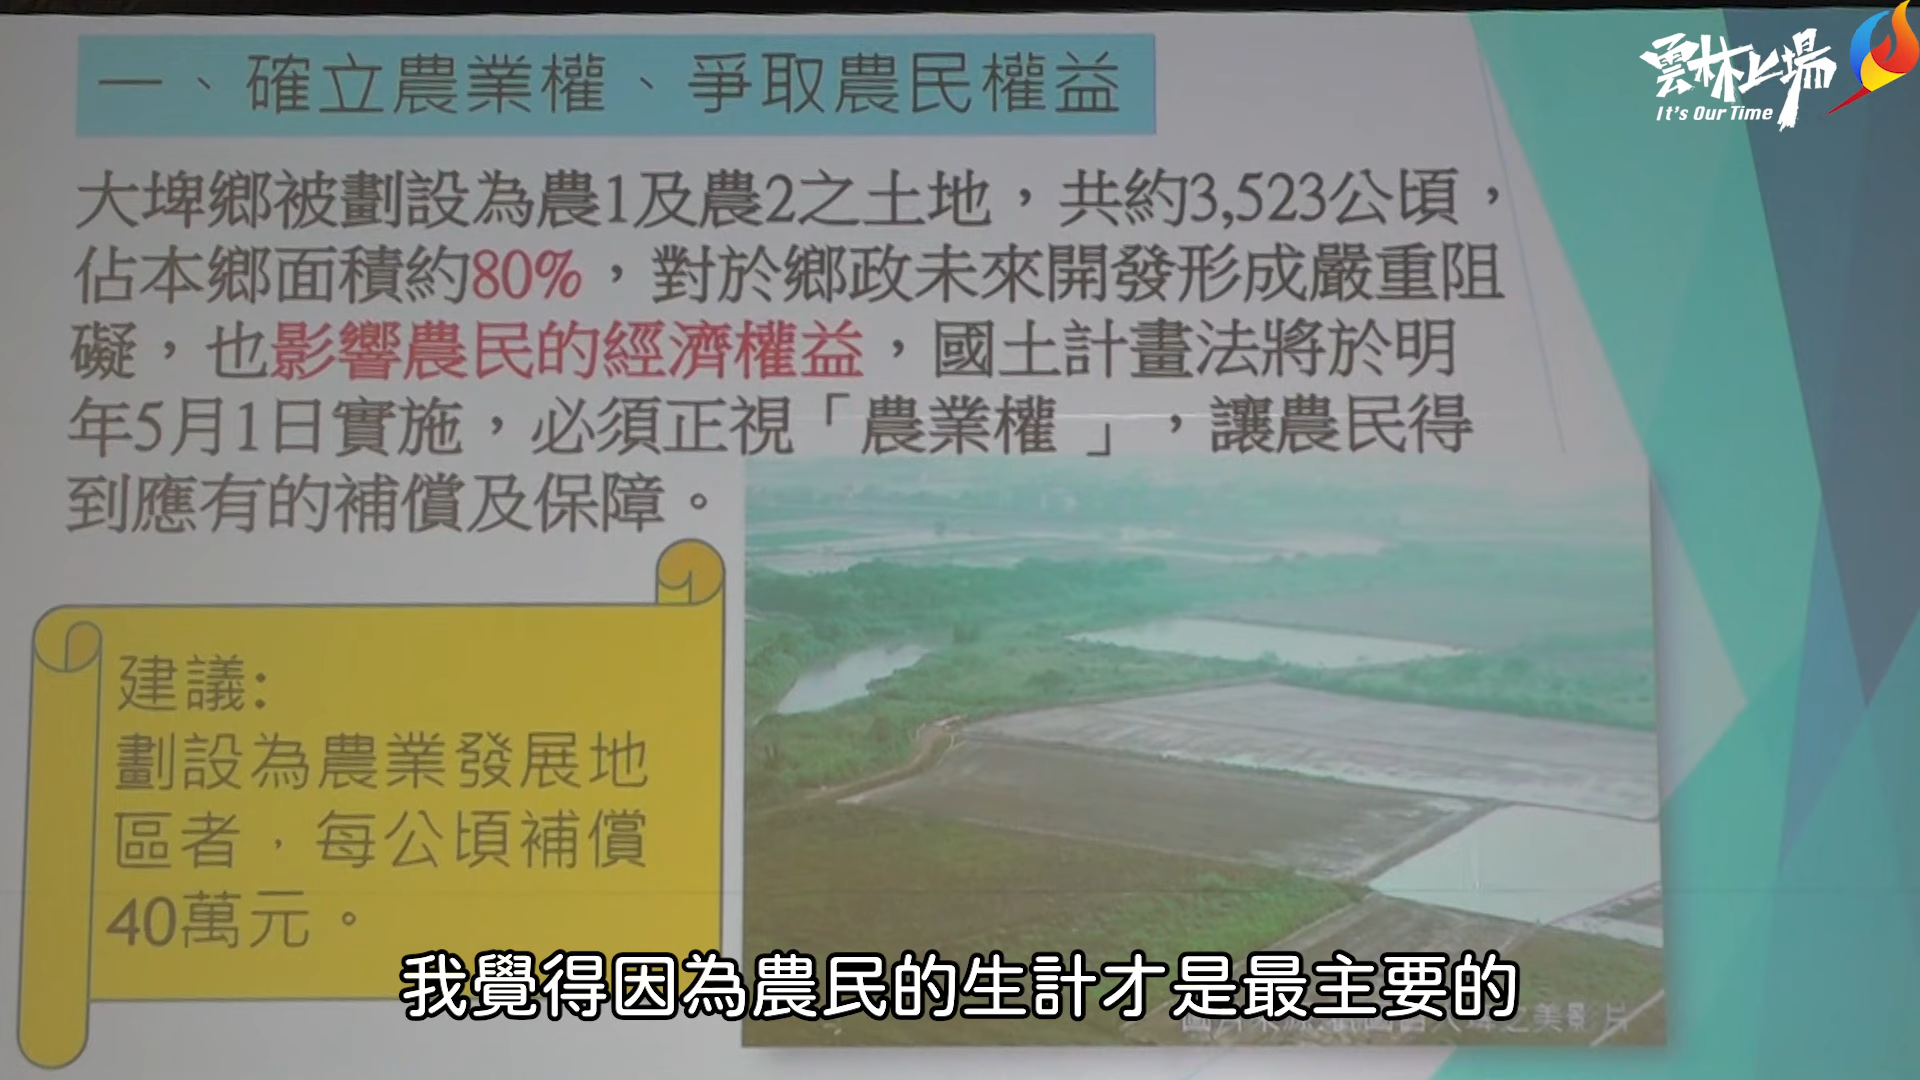 雲林上場
It's Our Time
一、確立農業權、爭取農民權益
大埤鄉被劃設為農1及農2之土地，共約3,523公頃，
佔本鄉面積約80%，對於鄉政未來開發形成嚴重阻
礙，也影響農民的經濟權益，國土計畫法將於明
年5月1日實施，必須正視「農業權 」，讓農民得
到應有的補償及保障。
建議:
劃設為農業發展地
區者，每公頃補償
40萬元。
我覺得因為農民的生計才是最主要的
之美影片